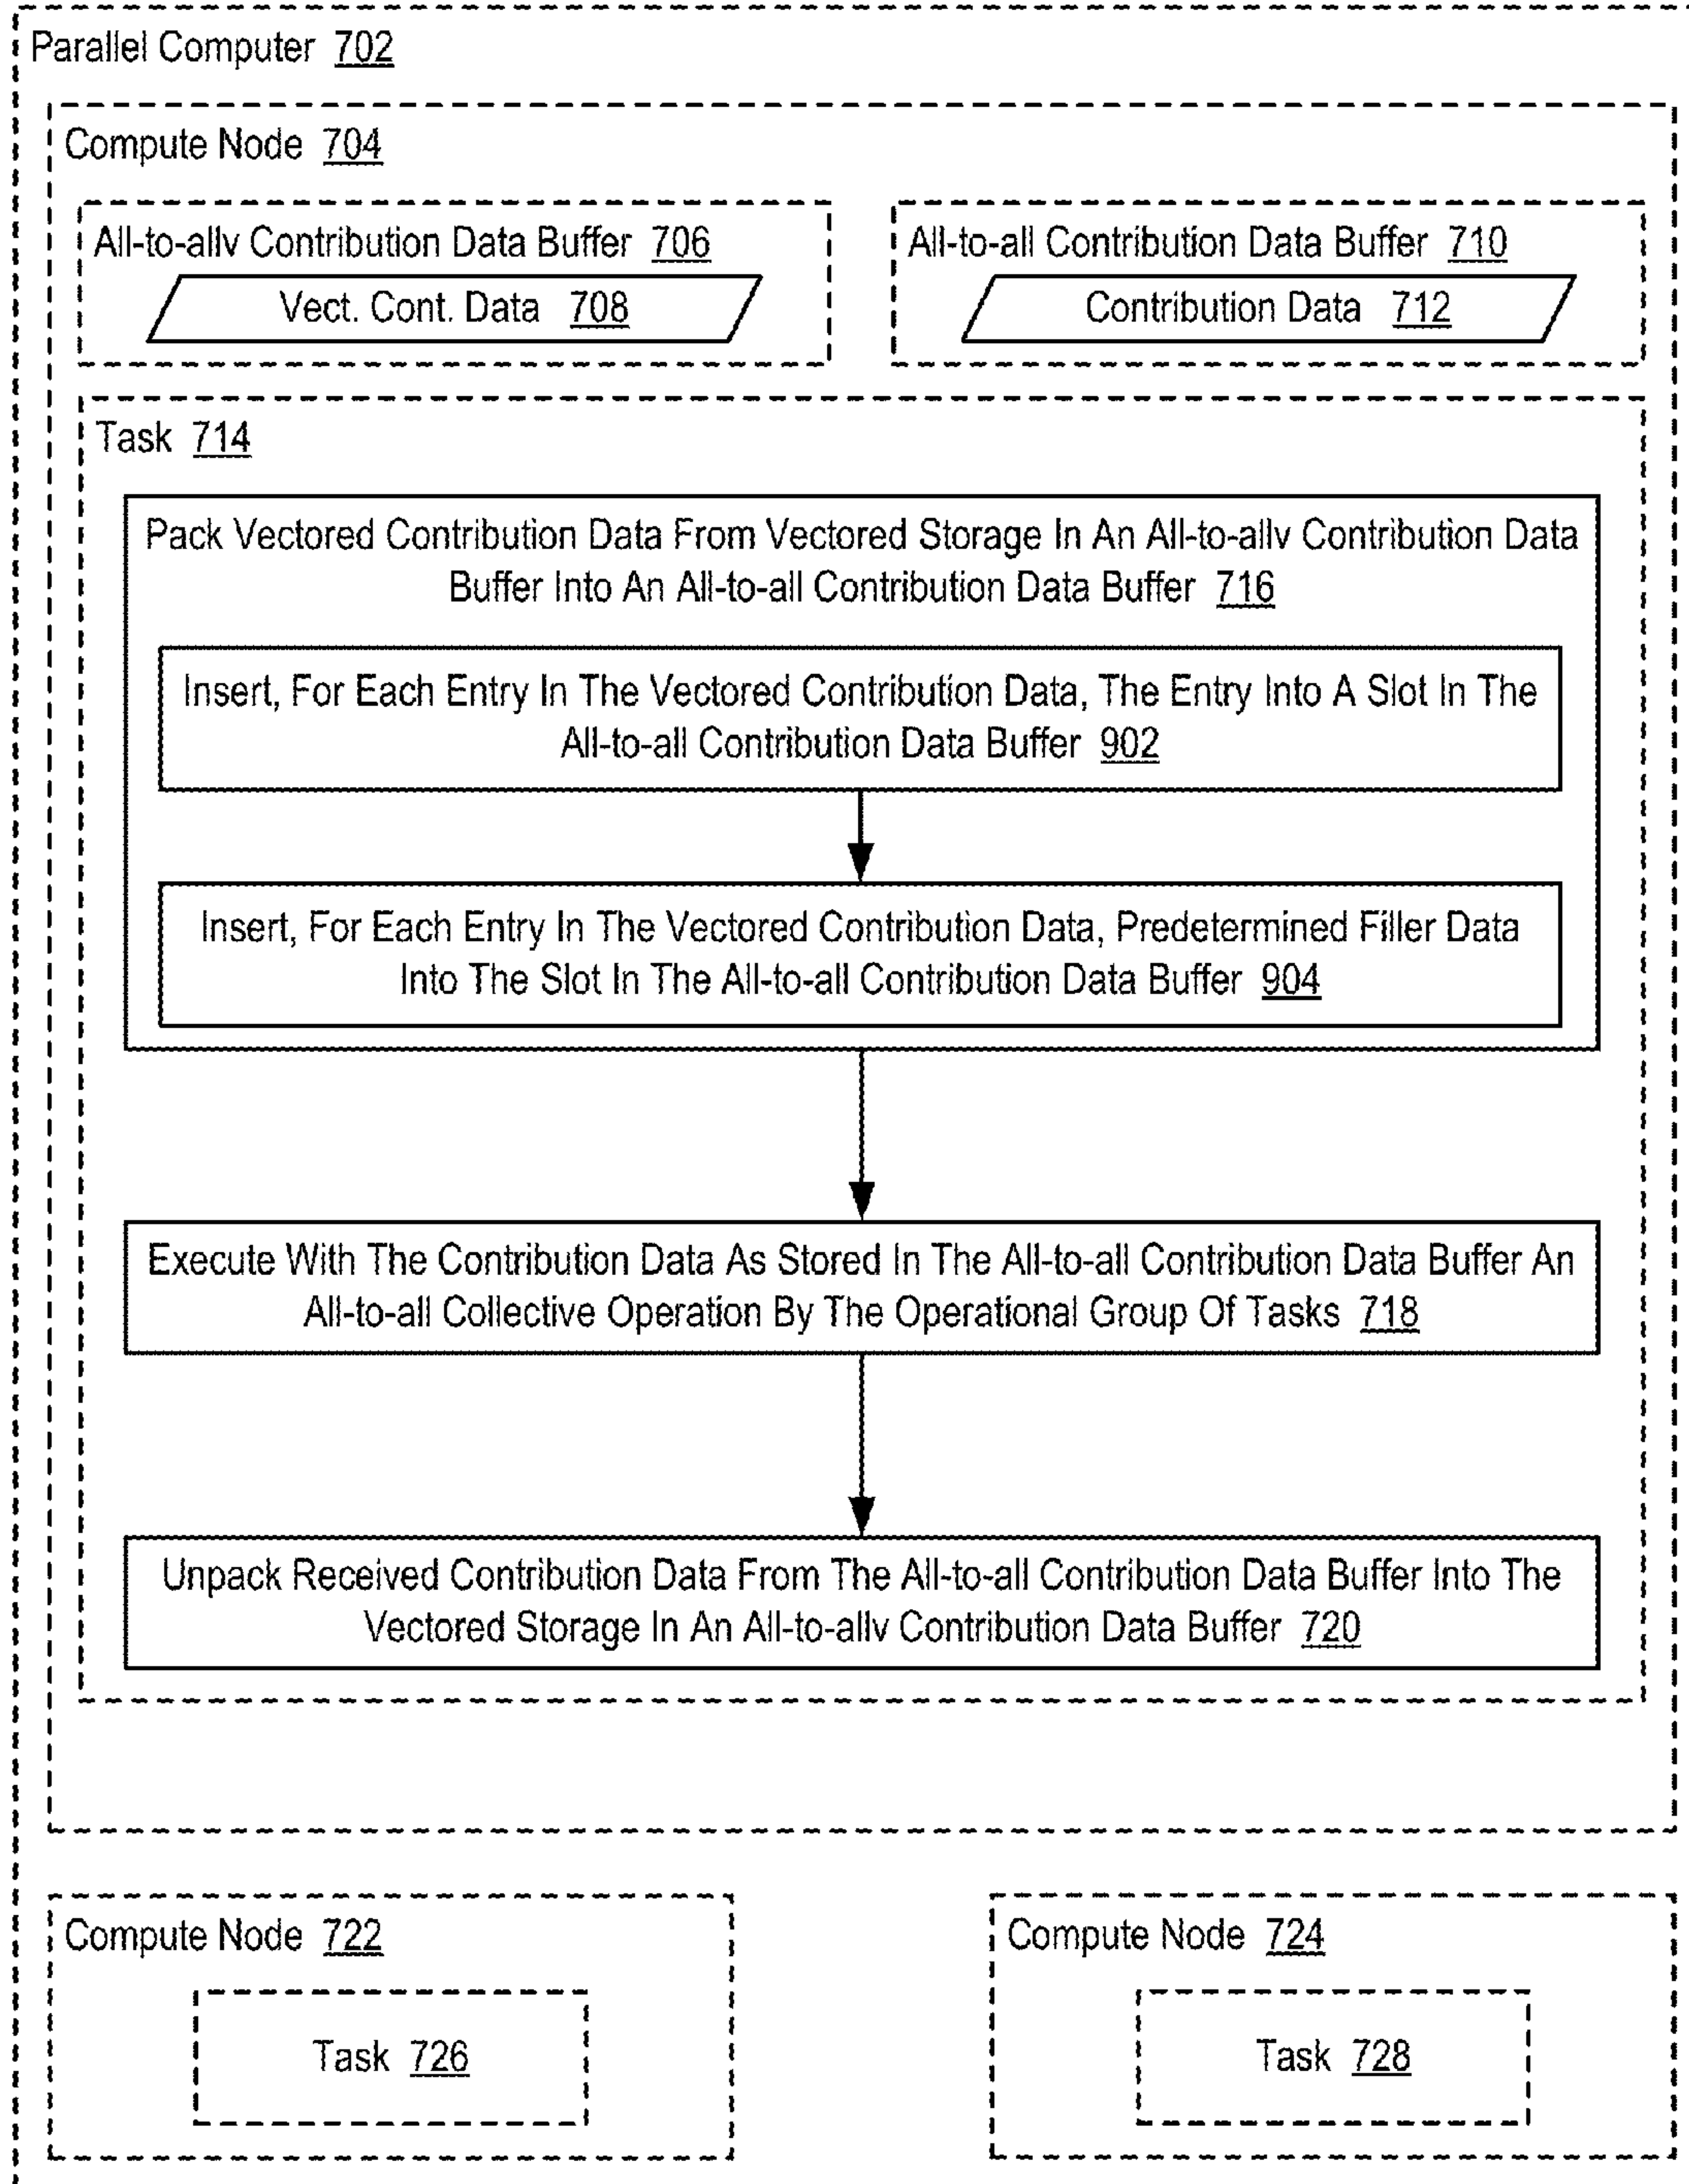 Parallel Computer 702
Compute Node 704
All-to-allv Contribution Data Buffer 706
Vect. Cont. Data 708
All-to-all Contribution Data Buffer 710
Contribution Data 712
Task 714
Pack Vectored Contribution Data From Vectored Storage In An All-to-allv Contribution Data
Buffer Into An All-to-all Contribution Data Buffer 716
Insert, For Each Entry In The Vectored Contribution Data, The Entry Into A Slot In The
All-to-all Contribution Data Buffer 902
Insert, For Each Entry In The Vectored Contribution Data, Predetermined Filler Data
Into The Slot In The All-to-all Contribution Data Buffer 904
Execute With The Contribution Data As Stored In The All-to-all Contribution Data Buffer An
All-to-all Collective Operation By The Operational Group Of Tasks 718
Unpack Received Contribution Data From The All-to-all Contribution Data Buffer Into The
Vectored Storage In An All-to-allv Contribution Data Buffer 720
Compute Node 722
Task 726
Compute Node 724
Task 728